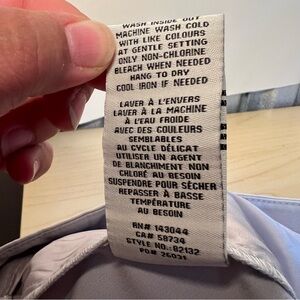 WASH INSIDE OUT
MACHINE WASH COLD
WITH LIKE COLOURS
AT GENTLE SETTING
ONLY NON-CHLORINE
BLEACH WHEN NEEDED
HANG TO DRY
COOL IRON IF NEEDED
LAVER À L'ENVERS
LAVER À LA MACHINE
À L'EAU FROIDE
AVEC DES COULEURS
SEMBLABLES
AU CYCLE DÉLICAT
UTILISER UN AGENT
DE BLANCHIMENT NON
CHLORÉ AU BESOIN
SUSPENDRE POUR SÉCHER
REPASSER À BASSE
TEMPÉRATURE
AU BESOIN
RN# 143044
CA# 58734
STYLE NO.: 82132
PO# 26031